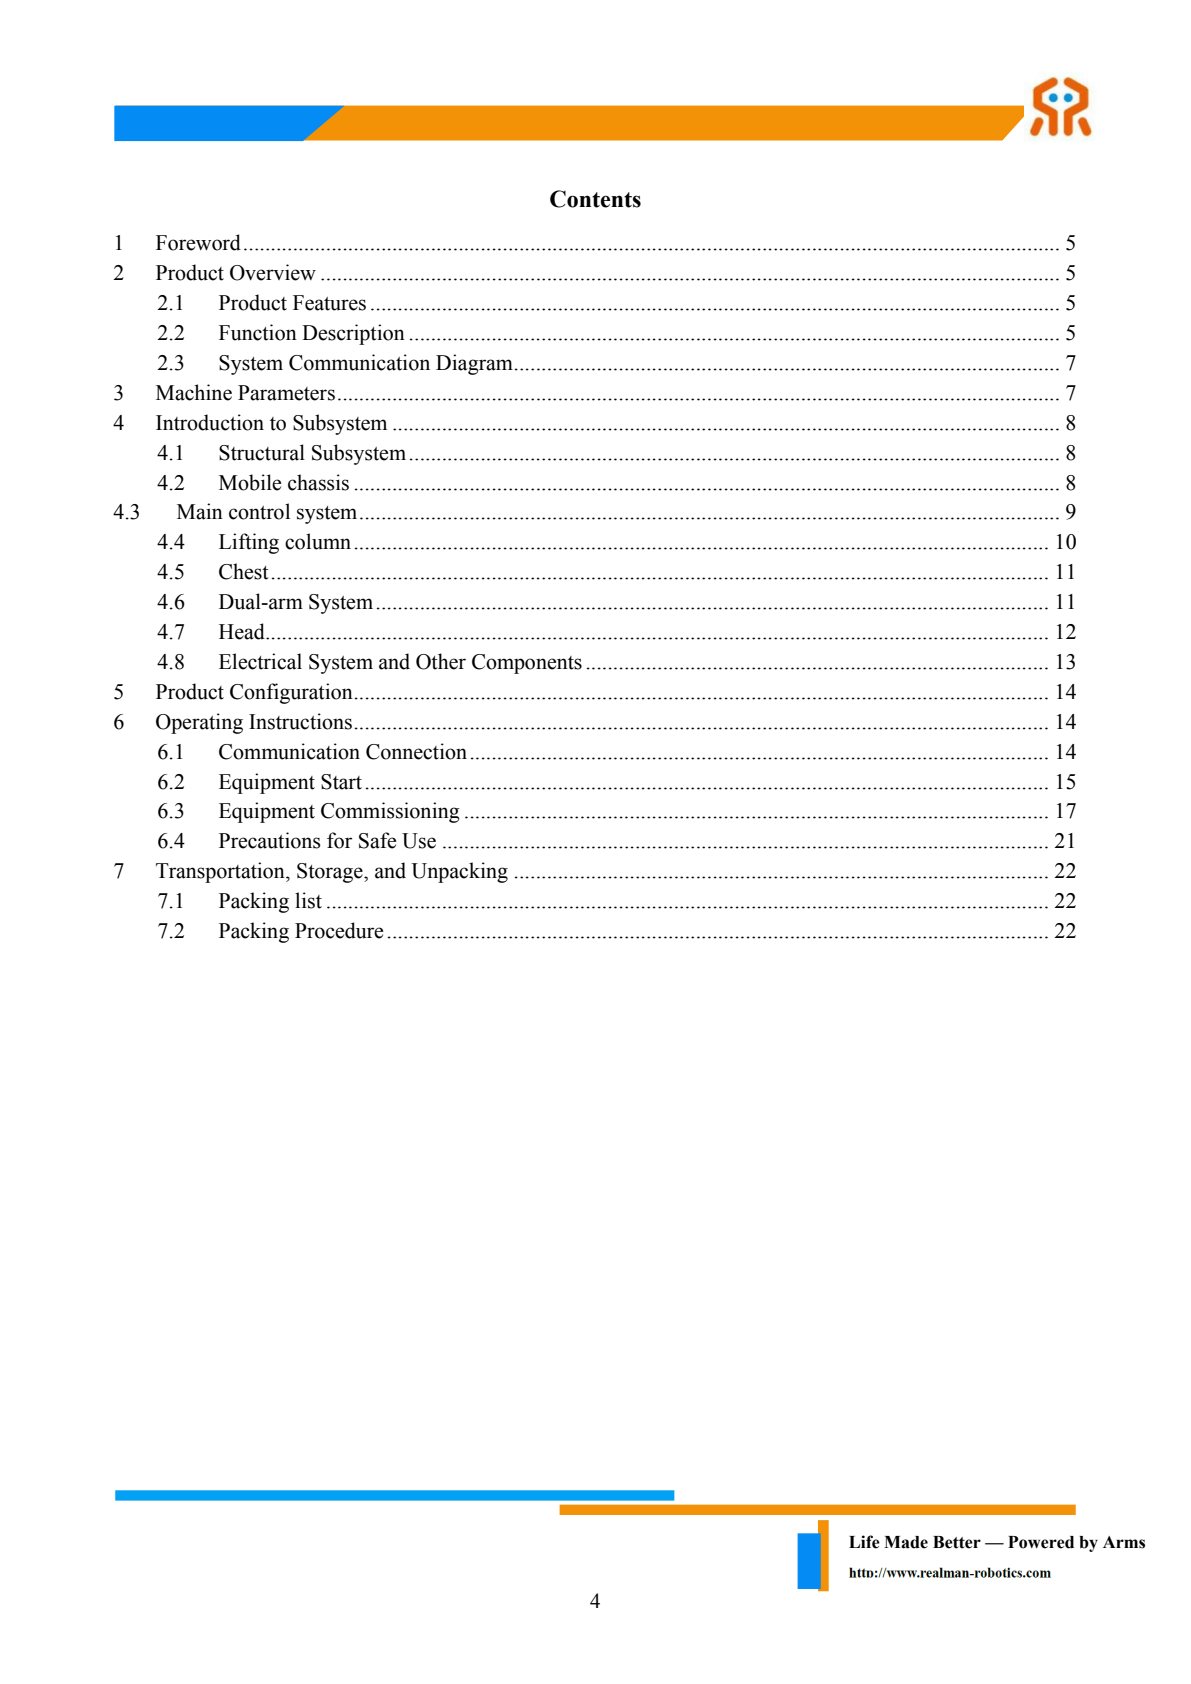 Contents
1 Foreword 5
2 Product Overview 5
2.1 Product Features 5
2.2 Function Description 5
2.3 System Communication Diagram 7
3 Machine Parameters 7
4 Introduction to Subsystem 8
4.1 Structural Subsystem 8
4.2 Mobile chassis 8
4.3 Main control system 9
4.4 Lifting column 10
4.5 Chest 11
4.6 Dual-arm System 11
4.7 Head 12
4.8 Electrical System and Other Components 13
5 Product Configuration 14
6 Operating Instructions 14
6.1 Communication Connection 14
6.2 Equipment Start 15
6.3 Equipment Commissioning 17
6.4 Precautions for Safe Use 21
7 Transportation, Storage, and Unpacking 22
7.1 Packing list 22
7.2 Packing Procedure 22
Life Made Better — Powered by Arms
http://www.realman-robotics.com
4